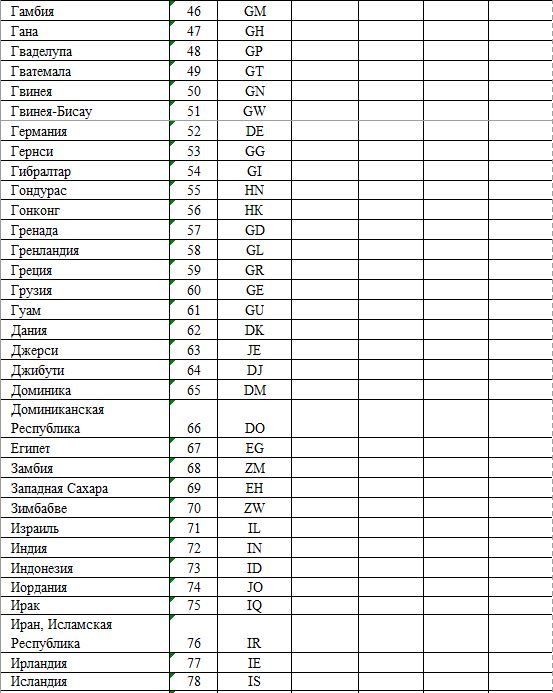 Гамбия 46 GM
Гана 47 GH
Гваделупа 48 GP
Гватемала 49 GT
Гвинея 50 GN
Гвинея-Бисау 51 GW
Германия 52 DE
Гернси 53 GG
Гибралтар 54 GI
Гондурас 55 HN
Гонконг 56 HK
Гренада 57 GD
Гренландия 58 GL
Греция 59 GR
Грузия 60 GE
Гуам 61 GU
Дания 62 DK
Джерси 63 JE
Джибути 64 DJ
Доминика 65 DM
Доминиканская
Республика 66 DO
Египет 67 EG
Замбия 68 ZM
Западная Сахара 69 EH
Зимбабве 70 ZW
Израиль 71 IL
Индия 72 IN
Индонезия 73 ID
Иордания 74 JO
Ирак 75 IQ
Иран, Исламская
Республика 76 IR
Ирландия 77 IE
Исландия 78 IS